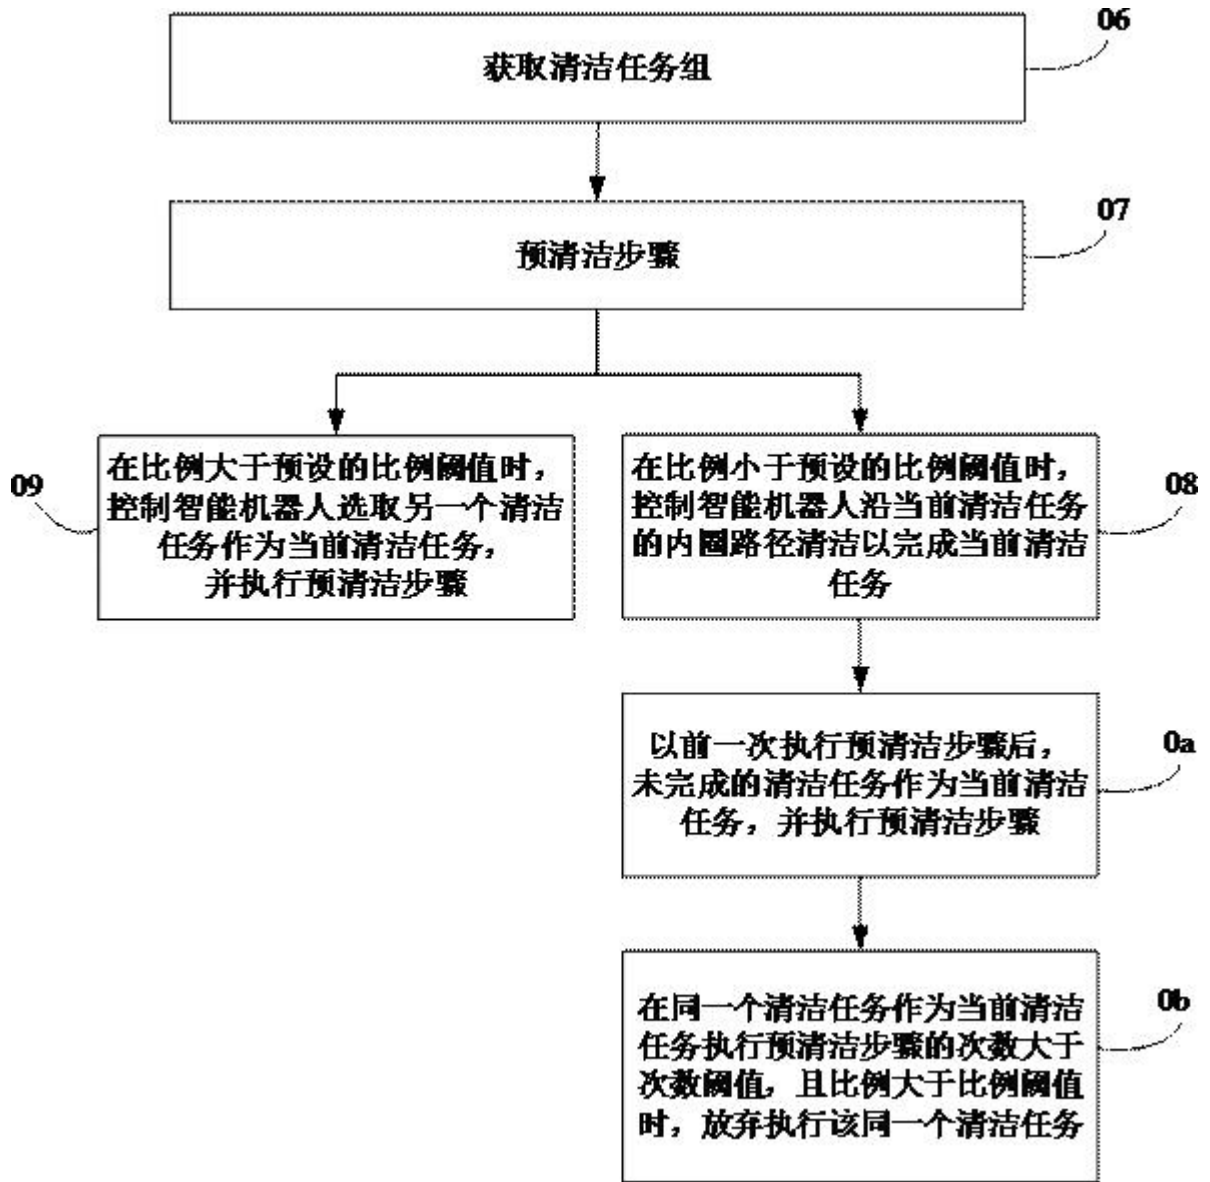 06
获取清洁任务组
07
预清洁步骤
09
在比例大于预设的比例阈值时，
控制智能机器人选取另一个清洁
任务作为当前清洁任务，
并执行预清洁步骤
在比例小于预设的比例阈值时，
控制智能机器人沿当前清洁任务
的内圈路径清洁以完成当前清洁
任务
08
以前一次执行预清洁步骤后，
未完成的清洁任务作为当前清洁
任务，并执行预清洁步骤
0a
在同一个清洁任务作为当前清洁
任务执行预清洁步骤的次数大于
次数阈值，且比例大于比例阈值
时，放弃执行该同一个清洁任务
0b